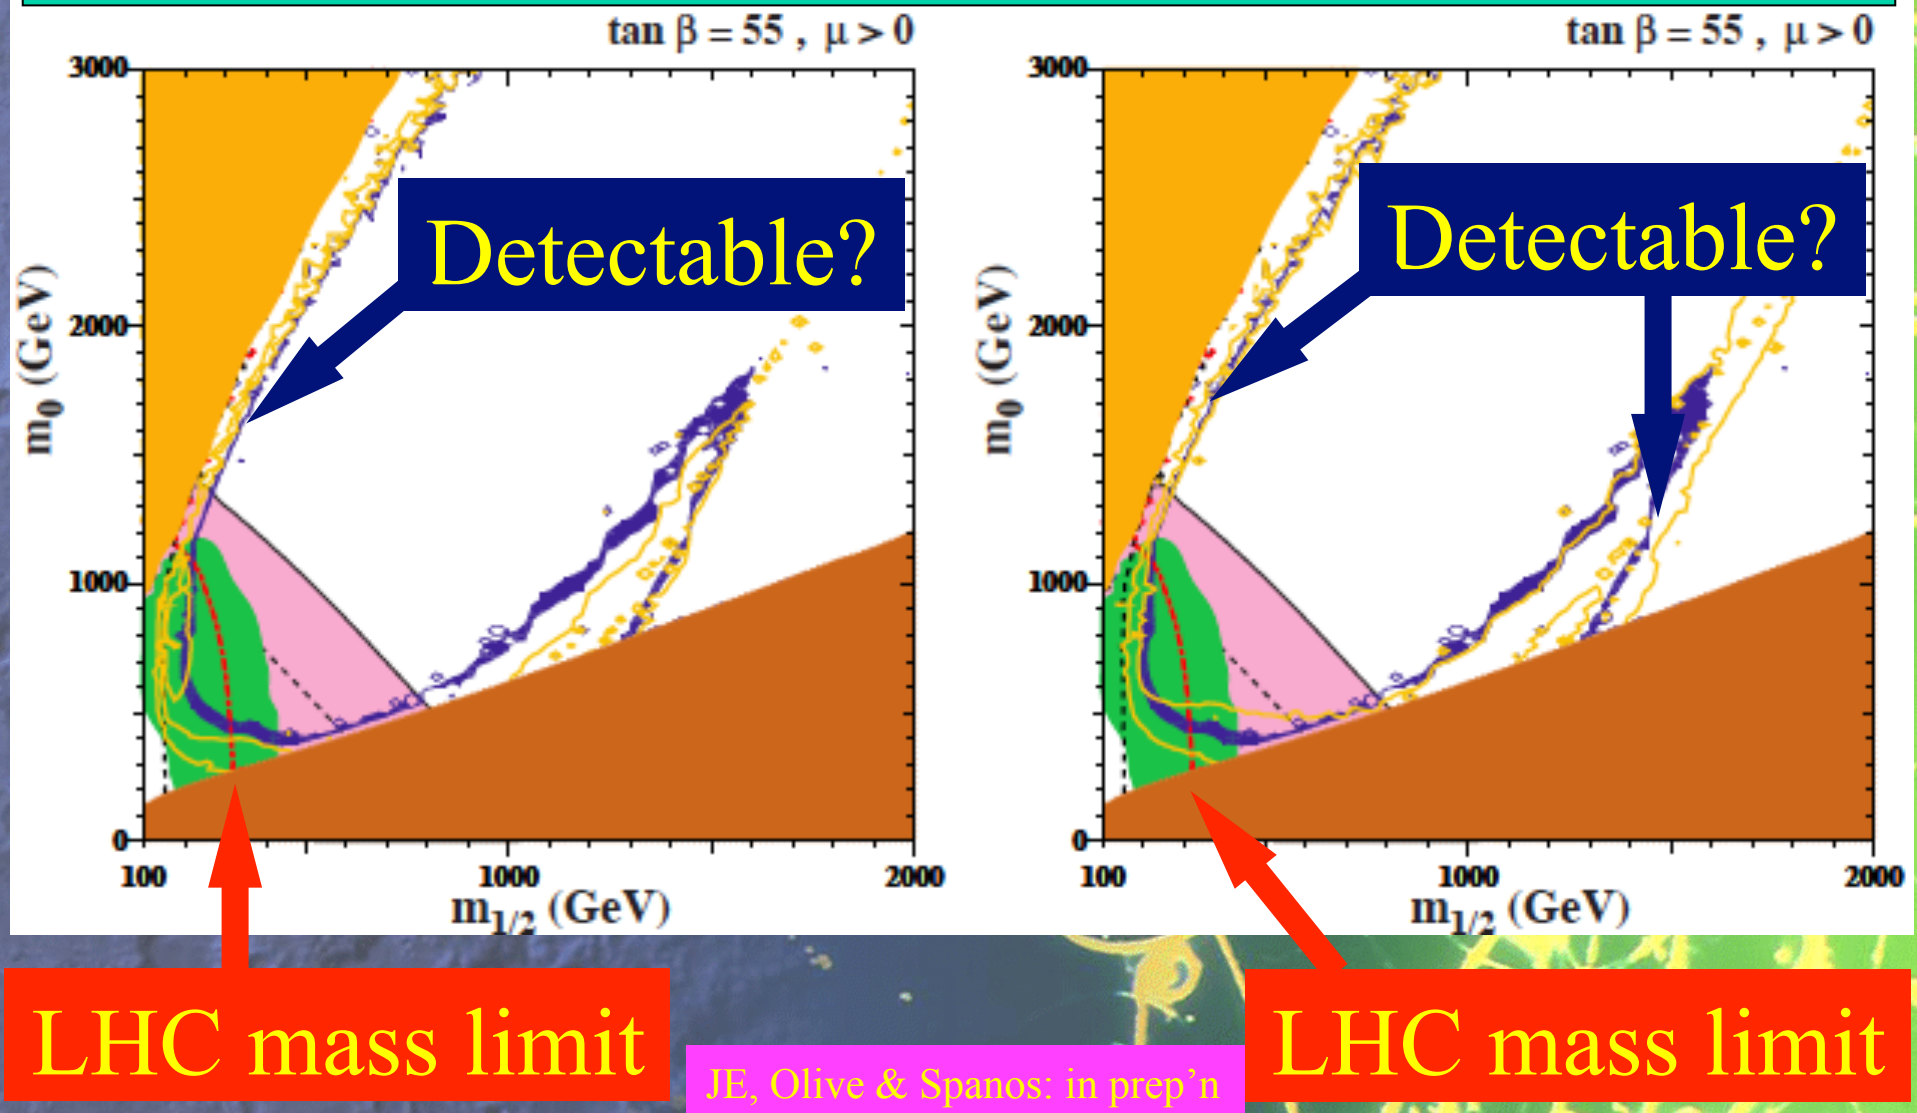 tan β = 55 , μ > 0
3000
2000
1000
0
m0 (GeV)
Detectable?
100
1000
2000
m1/2 (GeV)
tan β = 55 , μ > 0
3000
2000
1000
0
m0 (GeV)
Detectable?
100
1000
2000
m1/2 (GeV)
LHC mass limit
JE, Olive & Spanos: in prep’n
LHC mass limit